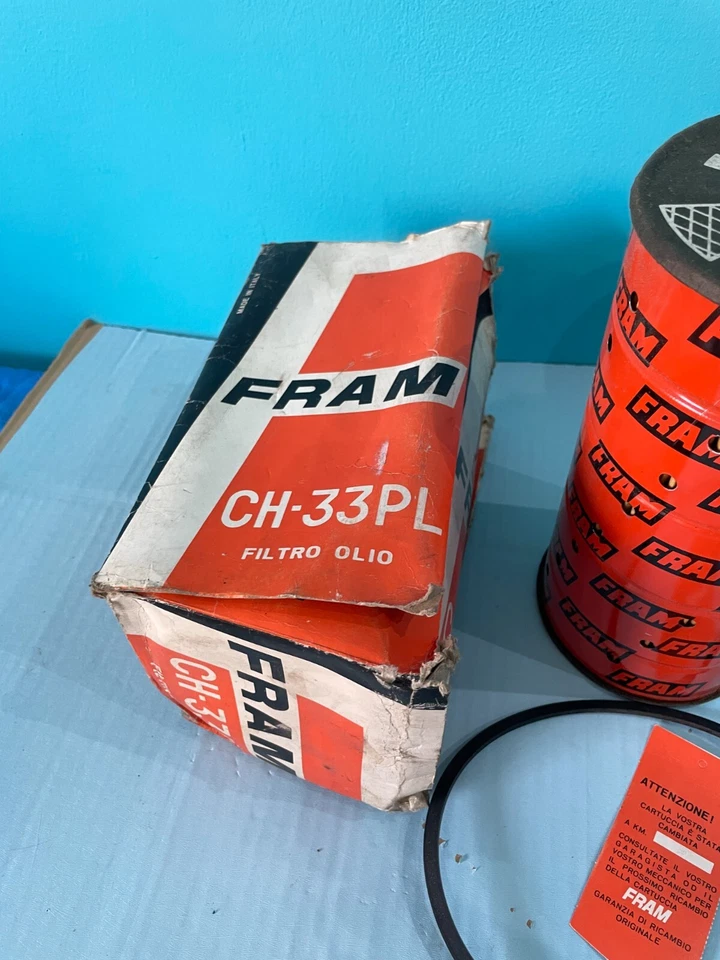 MADE IN ITALY
FRAM
CH-33PL
FILTRO OLIO
FRAM
FRAM
FRAM
FRAM
FRAM
FRAM
FRAM
FRAM
FRAM
ATTENZIONE!
LA VOSTRA
CARTUCCIA È STATA
CAMBIATA
A KM
CONSULTATE IL VOSTRO
GARAGISTA OD IL
VOSTRO MECCANICO PER
IL PROSSIMO RICAMBIO
DELLA CARTUCCIA
FRAM
GARANZIA DI RICAMBIO
ORIGINALE